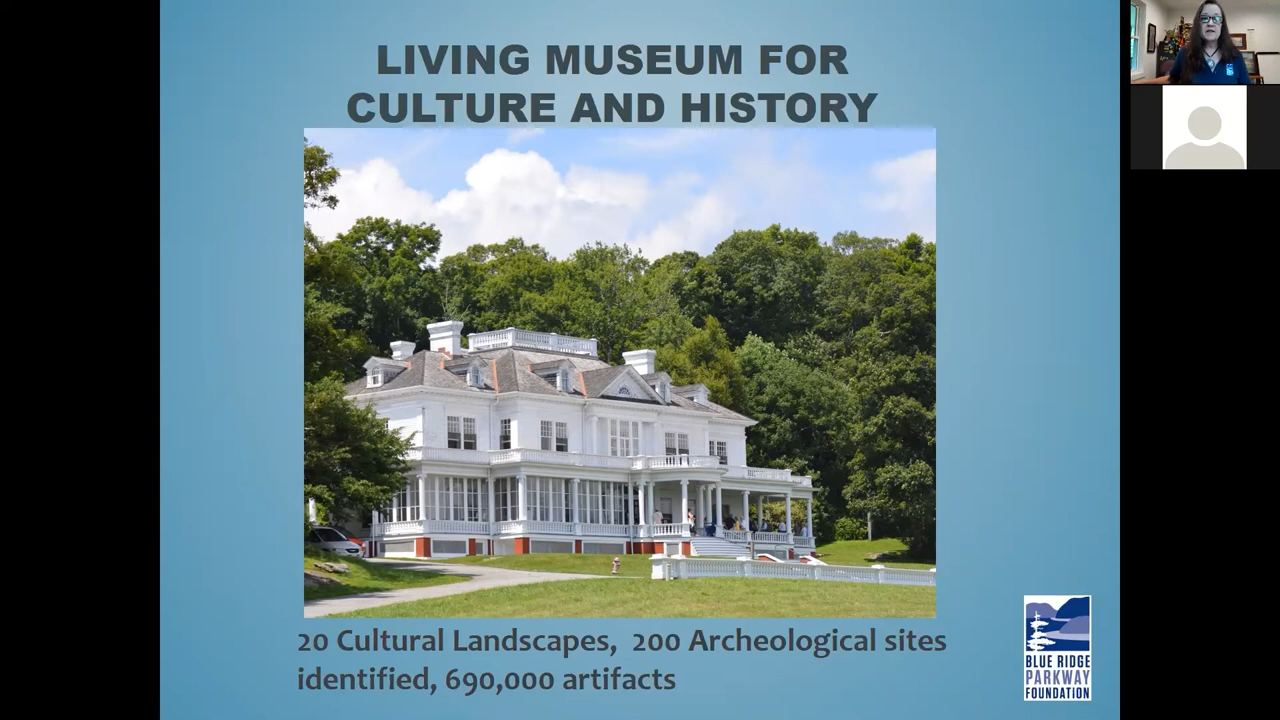 LIVING MUSEUM FOR
CULTURE AND HISTORY
20 Cultural Landscapes, 200 Archeological sites
identified, 690,000 artifacts
BLUE RIDGE
PARKWAY
FOUNDATION